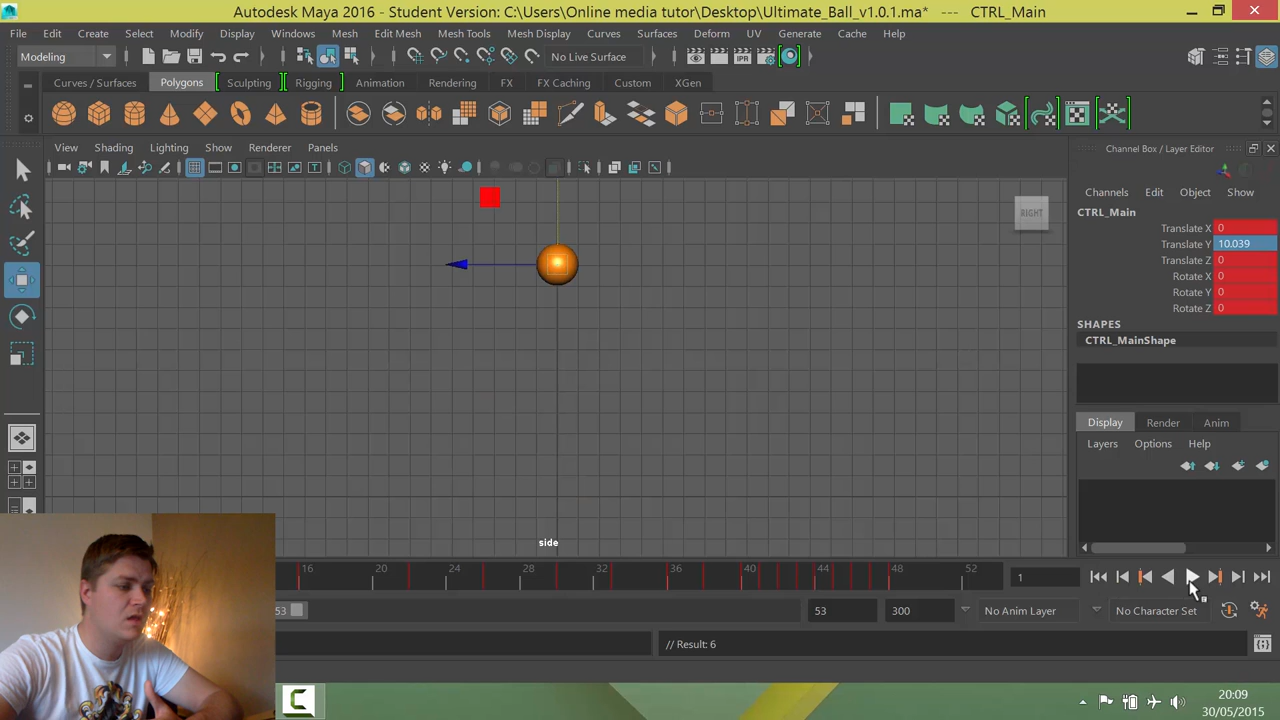 Autodesk Maya 2016 - Student Version: C:\Users\Online media tutor\Desktop\Ultimate_Ball_v1.0.1.ma* --- CTRL_Main
File Edit Create Select Modify Display Windows Mesh Edit Mesh Mesh Tools Mesh Display Curves Surfaces Deform UV Generate Cache Help
Modeling No Live Surface
Curves / Surfaces Polygons Sculpting Rigging Animation Rendering FX FX Caching Custom XGen
View Shading Lighting Show Renderer Panels
Channel Box / Layer Editor
Channels Edit Object Show
RIGHT
CTRL_Main
Translate X 0
Translate Y 10.039
Translate Z 0
Rotate X 0
Rotate Y 0
Rotate Z 0
SHAPES
CTRL_MainShape
Display Render Anim
Layers Options Help
side
16 20 24 28 32 36 40 44 48 52 1
53 53 300 No Anim Layer No Character Set
// Result: 6
20:09
30/05/2015